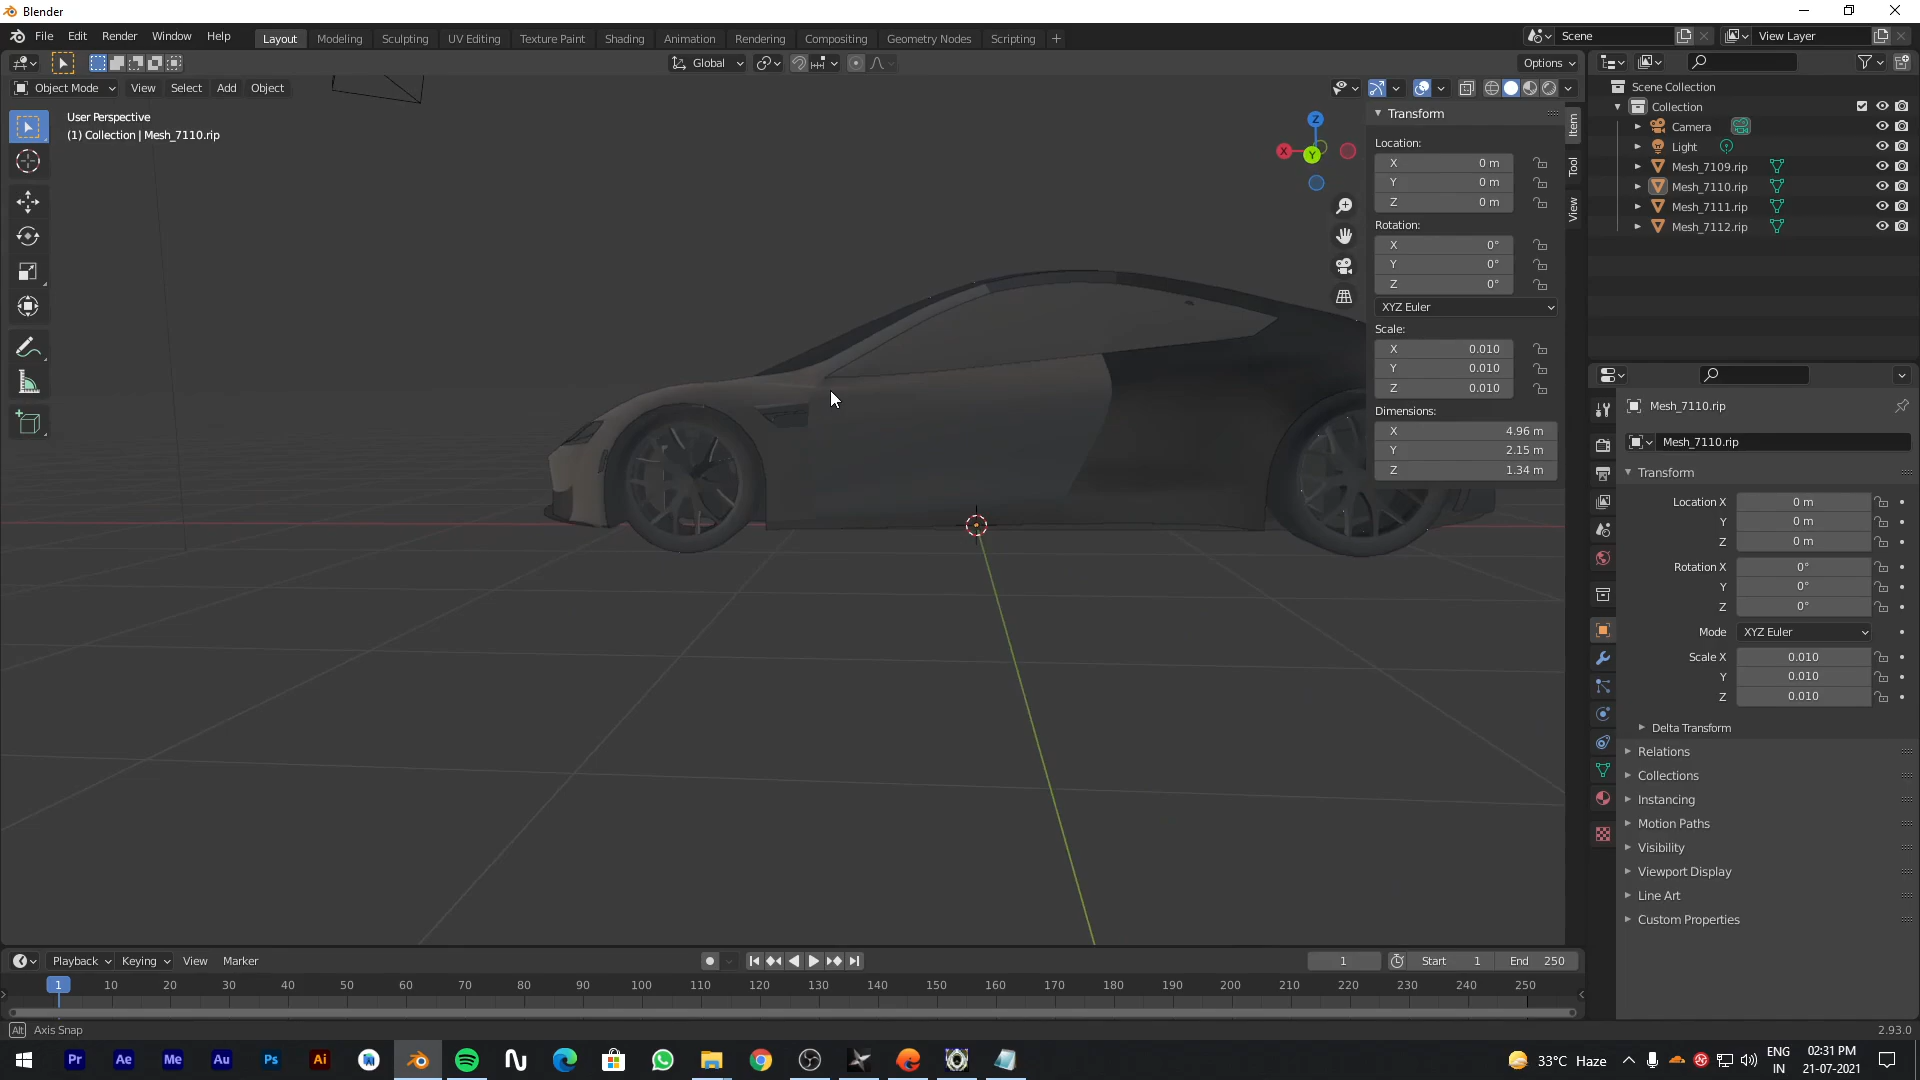 Blender
File Edit Render Window Help
Layout Modeling Sculpting UV Editing Texture Paint Shading Animation Rendering Compositing Geometry Nodes Scripting +
Scene
View Layer
Global
Options
Object Mode View Select Add Object
User Perspective
(1) Collection | Mesh_7110.rip
Z
X
Y
Transform
Location:
X 0 m
Y 0 m
Z 0 m
Rotation:
X 0°
Y 0°
Z 0°
XYZ Euler
Scale:
X 0.010
Y 0.010
Z 0.010
Dimensions:
X 4.96 m
Y 2.15 m
Z 1.34 m
Item
Tool
View
Scene Collection
Collection
Camera
Light
Mesh_7109.rip
Mesh_7110.rip
Mesh_7111.rip
Mesh_7112.rip
Mesh_7110.rip
Mesh_7110.rip
Transform
Location X 0 m
Y 0 m
Z 0 m
Rotation X 0°
Y 0°
Z 0°
Mode XYZ Euler
Scale X 0.010
Y 0.010
Z 0.010
Delta Transform
Relations
Collections
Instancing
Motion Paths
Visibility
Viewport Display
Line Art
Custom Properties
Playback Keying View Marker
1 Start 1 End 250
1 10 20 30 40 50 60 70 80 90 100 110 120 130 140 150 160 170 180 190 200 210 220 230 240 250
Alt Axis Snap
2.93.0
Pr Ae Me Au Ps Ai
33°C Haze
ENG
IN
02:31 PM
21-07-2021